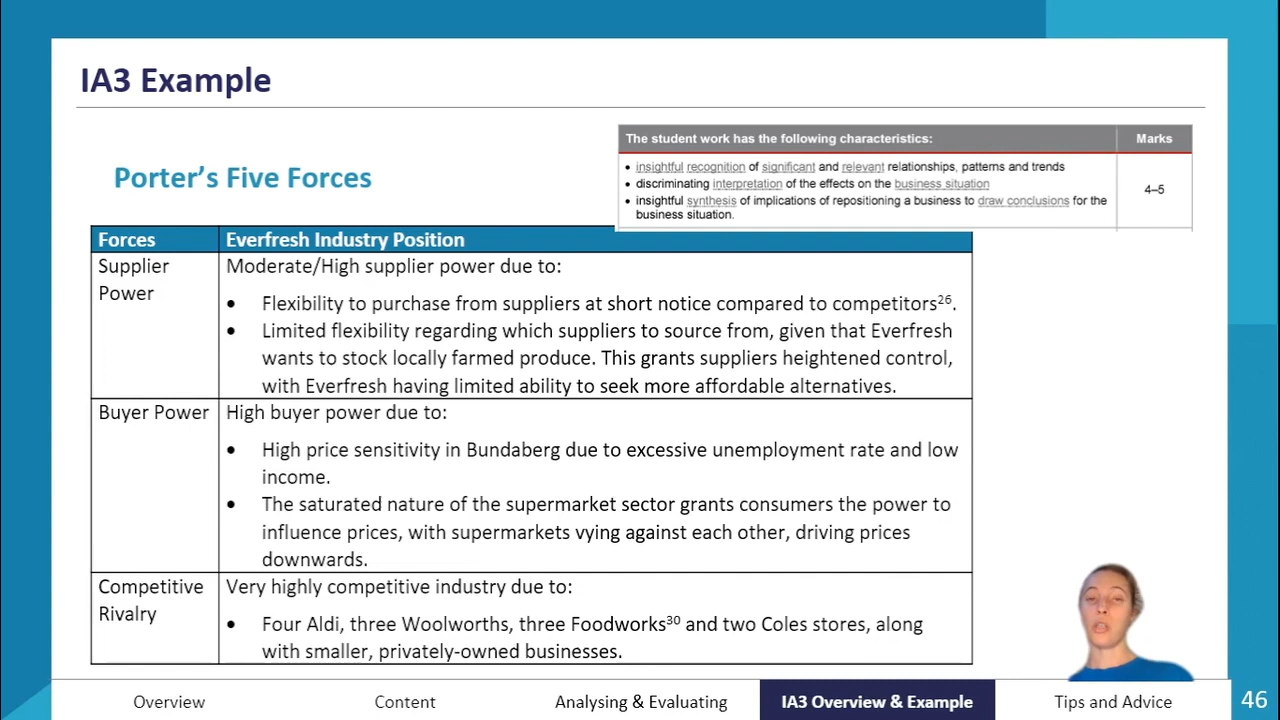 IA3 Example
The student work has the following characteristics:
Marks
• insightful recognition of significant and relevant relationships, patterns and trends
• discriminating interpretation of the effects on the business situation
• insightful synthesis of implications of repositioning a business to draw conclusions for the
business situation.
4–5
Porter’s Five Forces
Forces
Everfresh Industry Position
Supplier
Power
Moderate/High supplier power due to:
• Flexibility to purchase from suppliers at short notice compared to competitors²⁶.
• Limited flexibility regarding which suppliers to source from, given that Everfresh
wants to stock locally farmed produce. This grants suppliers heightened control,
with Everfresh having limited ability to seek more affordable alternatives.
Buyer Power
High buyer power due to:
• High price sensitivity in Bundaberg due to excessive unemployment rate and low
income.
• The saturated nature of the supermarket sector grants consumers the power to
influence prices, with supermarkets vying against each other, driving prices
downwards.
Competitive
Rivalry
Very highly competitive industry due to:
• Four Aldi, three Woolworths, three Foodworks³⁰ and two Coles stores, along
with smaller, privately-owned businesses.
Overview
Content
Analysing & Evaluating
IA3 Overview & Example
Tips and Advice
46